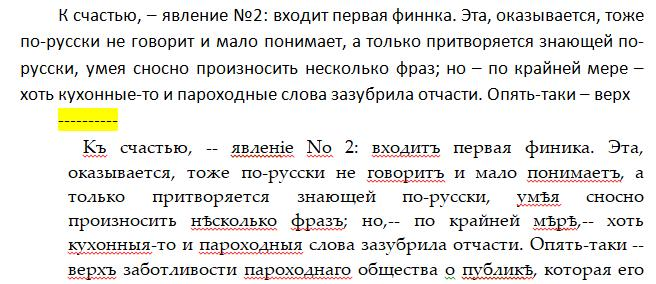 К счастью, – явление №2: входит первая финнка. Эта, оказывается, тоже
по-русски не говорит и мало понимает, а только притворяется знающей по-
русски, умея сносно произносить несколько фраз; но – по крайней мере –
хоть кухонные-то и пароходные слова зазубрила отчасти. Опять-таки – верх
----------
Къ счастью, -- явленіе No 2: входитъ первая финика. Эта,
оказывается, тоже по-русски не говоритъ и мало понимаетъ, а
только притворяется знающей по-русски, умѣя сносно
произносить нѣсколько фразъ; но,-- по крайней мѣрѣ,-- хоть
кухонныя-то и пароходныя слова зазубрила отчасти. Опять-таки --
верхъ заботливости пароходнаго общества о публикѣ, которая его